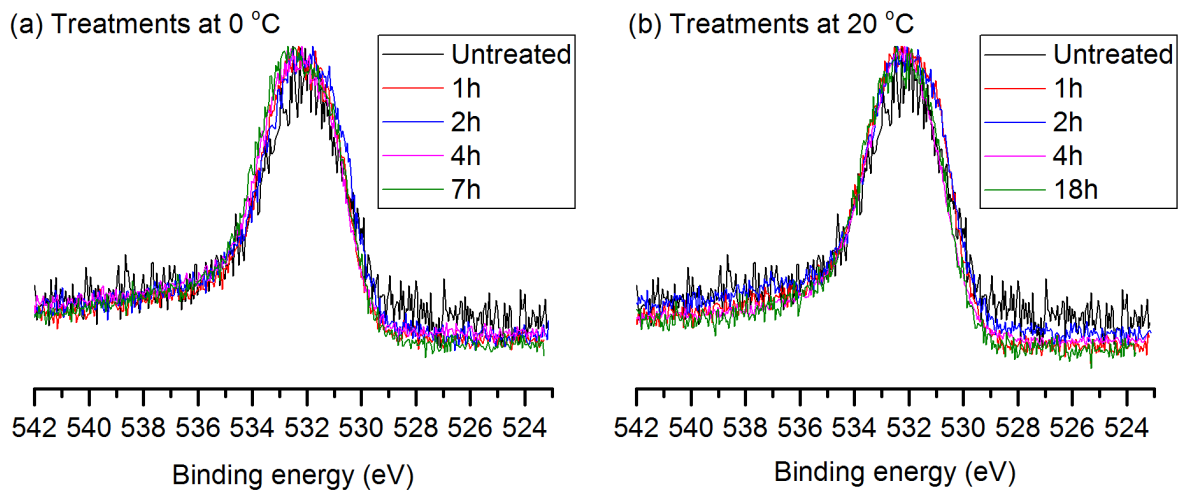 (a) Treatments at 0 °C
Untreated
1h
2h
4h
7h
542 540 538 536 534 532 530 528 526 524
Binding energy (eV)
(b) Treatments at 20 °C
Untreated
1h
2h
4h
18h
542 540 538 536 534 532 530 528 526 524
Binding energy (eV)